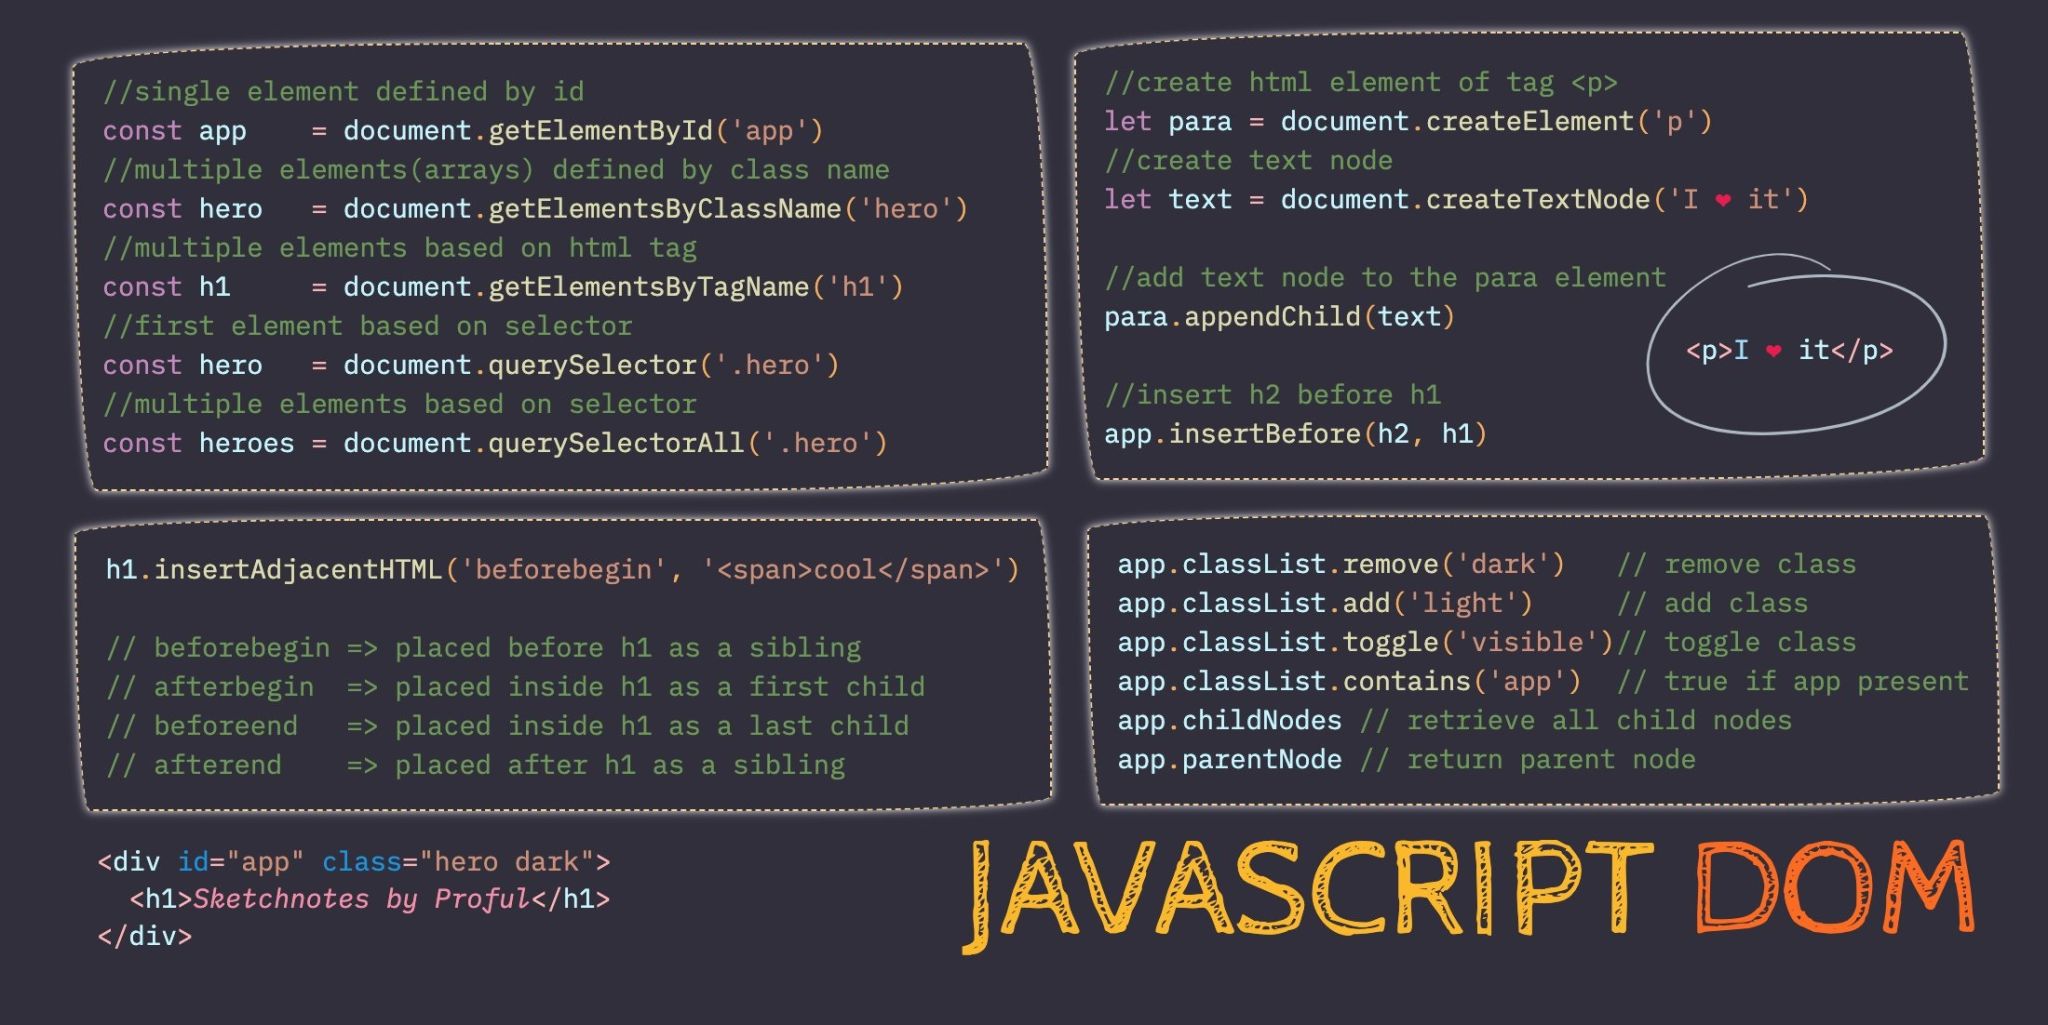 //single element defined by id
const app    = document.getElementById('app')
//multiple elements(arrays) defined by class name
const hero   = document.getElementsByClassName('hero')
//multiple elements based on html tag
const h1     = document.getElementsByTagName('h1')
//first element based on selector
const hero   = document.querySelector('.hero')
//multiple elements based on selector
const heroes = document.querySelectorAll('.hero')
//create html element of tag <p>
let para = document.createElement('p')
//create text node
let text = document.createTextNode('I ❤ it')
//add text node to the para element
para.appendChild(text)
<p>I ❤ it</p>
//insert h2 before h1
app.insertBefore(h2, h1)
h1.insertAdjacentHTML('beforebegin', '<span>cool</span>')
// beforebegin => placed before h1 as a sibling
// afterbegin  => placed inside h1 as a first child
// beforeend   => placed inside h1 as a last child
// afterend    => placed after h1 as a sibling
app.classList.remove('dark')   // remove class
app.classList.add('light')     // add class
app.classList.toggle('visible')// toggle class
app.classList.contains('app')  // true if app present
app.childNodes // retrieve all child nodes
app.parentNode // return parent node
<div id="app" class="hero dark">
  <h1>Sketchnotes by Proful</h1>
</div>
JAVASCRIPT DOM